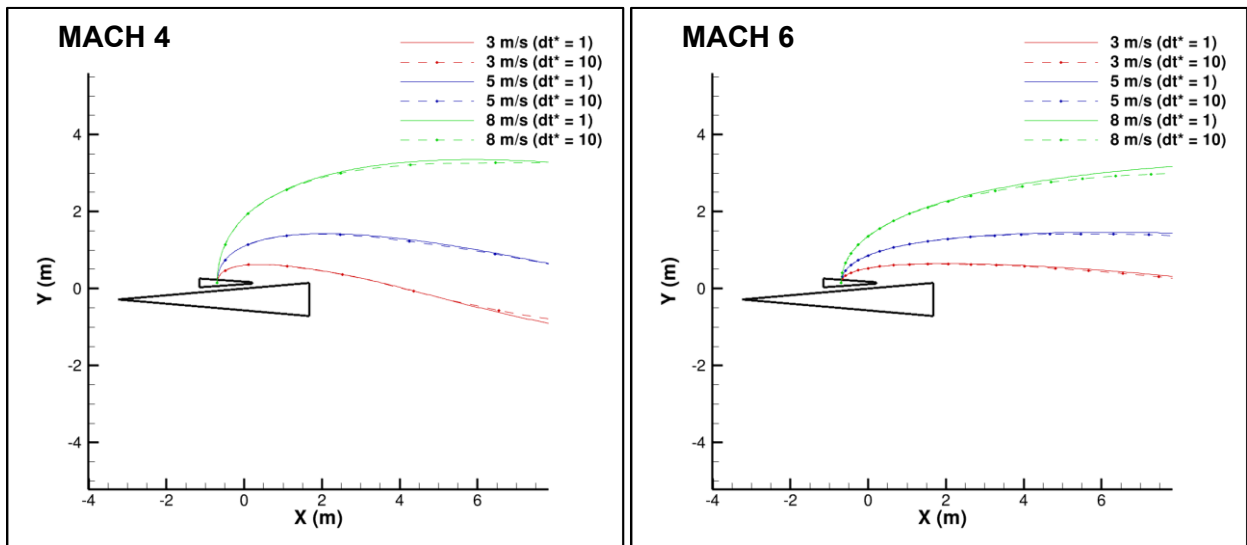 MACH 4
3 m/s (dt* = 1)
3 m/s (dt* = 10)
5 m/s (dt* = 1)
5 m/s (dt* = 10)
8 m/s (dt* = 1)
8 m/s (dt* = 10)
Y (m)
4
2
0
-2
-4
-4 -2 0 2 4 6
X (m)
MACH 6
3 m/s (dt* = 1)
3 m/s (dt* = 10)
5 m/s (dt* = 1)
5 m/s (dt* = 10)
8 m/s (dt* = 1)
8 m/s (dt* = 10)
Y (m)
4
2
0
-2
-4
-4 -2 0 2 4 6
X (m)